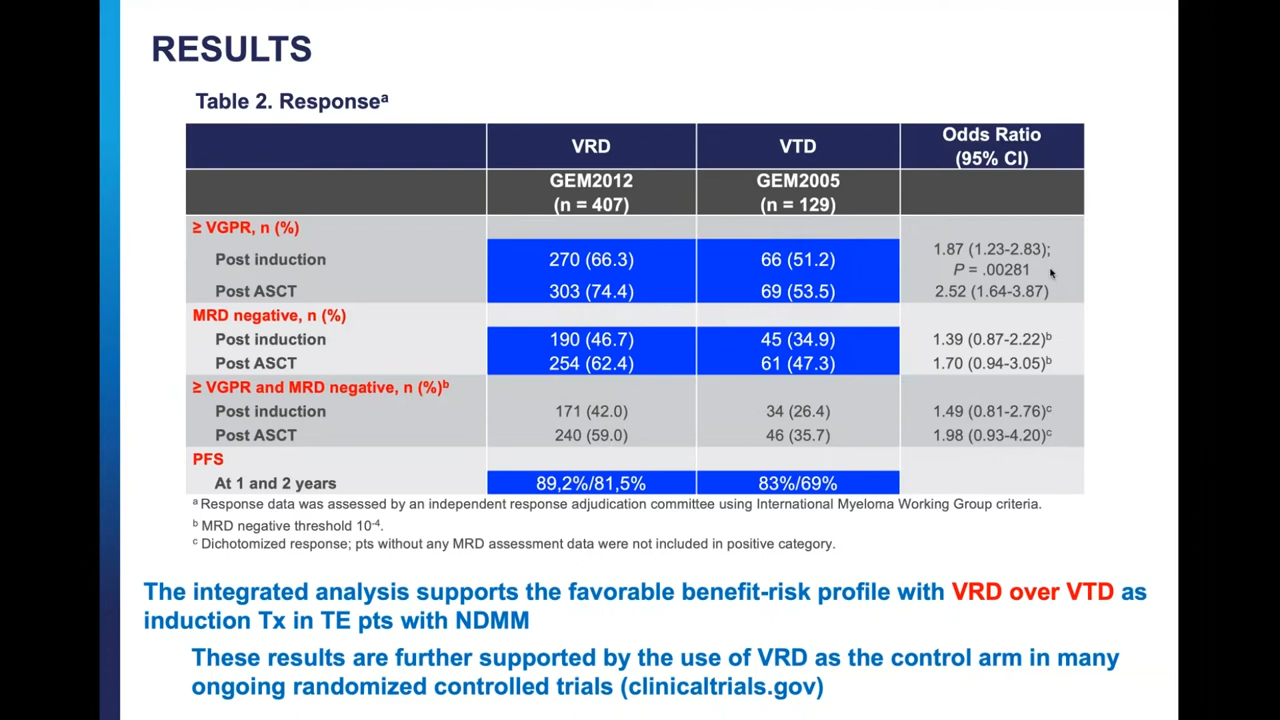 RESULTS
Table 2. Responseᵃ
VRD VTD Odds Ratio (95% CI)
GEM2012 (n = 407) GEM2005 (n = 129)
≥ VGPR, n (%)
Post induction 270 (66.3) 66 (51.2) 1.87 (1.23-2.83); P = .00281
Post ASCT 303 (74.4) 69 (53.5) 2.52 (1.64-3.87)
MRD negative, n (%)
Post induction 190 (46.7) 45 (34.9) 1.39 (0.87-2.22)ᵇ
Post ASCT 254 (62.4) 61 (47.3) 1.70 (0.94-3.05)ᵇ
≥ VGPR and MRD negative, n (%)ᵇ
Post induction 171 (42.0) 34 (26.4) 1.49 (0.81-2.76)ᶜ
Post ASCT 240 (59.0) 46 (35.7) 1.98 (0.93-4.20)ᶜ
PFS
At 1 and 2 years 89,2%/81,5% 83%/69%
ᵃ Response data was assessed by an independent response adjudication committee using International Myeloma Working Group criteria.
ᵇ MRD negative threshold 10⁻⁴.
ᶜ Dichotomized response; pts without any MRD assessment data were not included in positive category.
The integrated analysis supports the favorable benefit-risk profile with VRD over VTD as
induction Tx in TE pts with NDMM
These results are further supported by the use of VRD as the control arm in many
ongoing randomized controlled trials (clinicaltrials.gov)